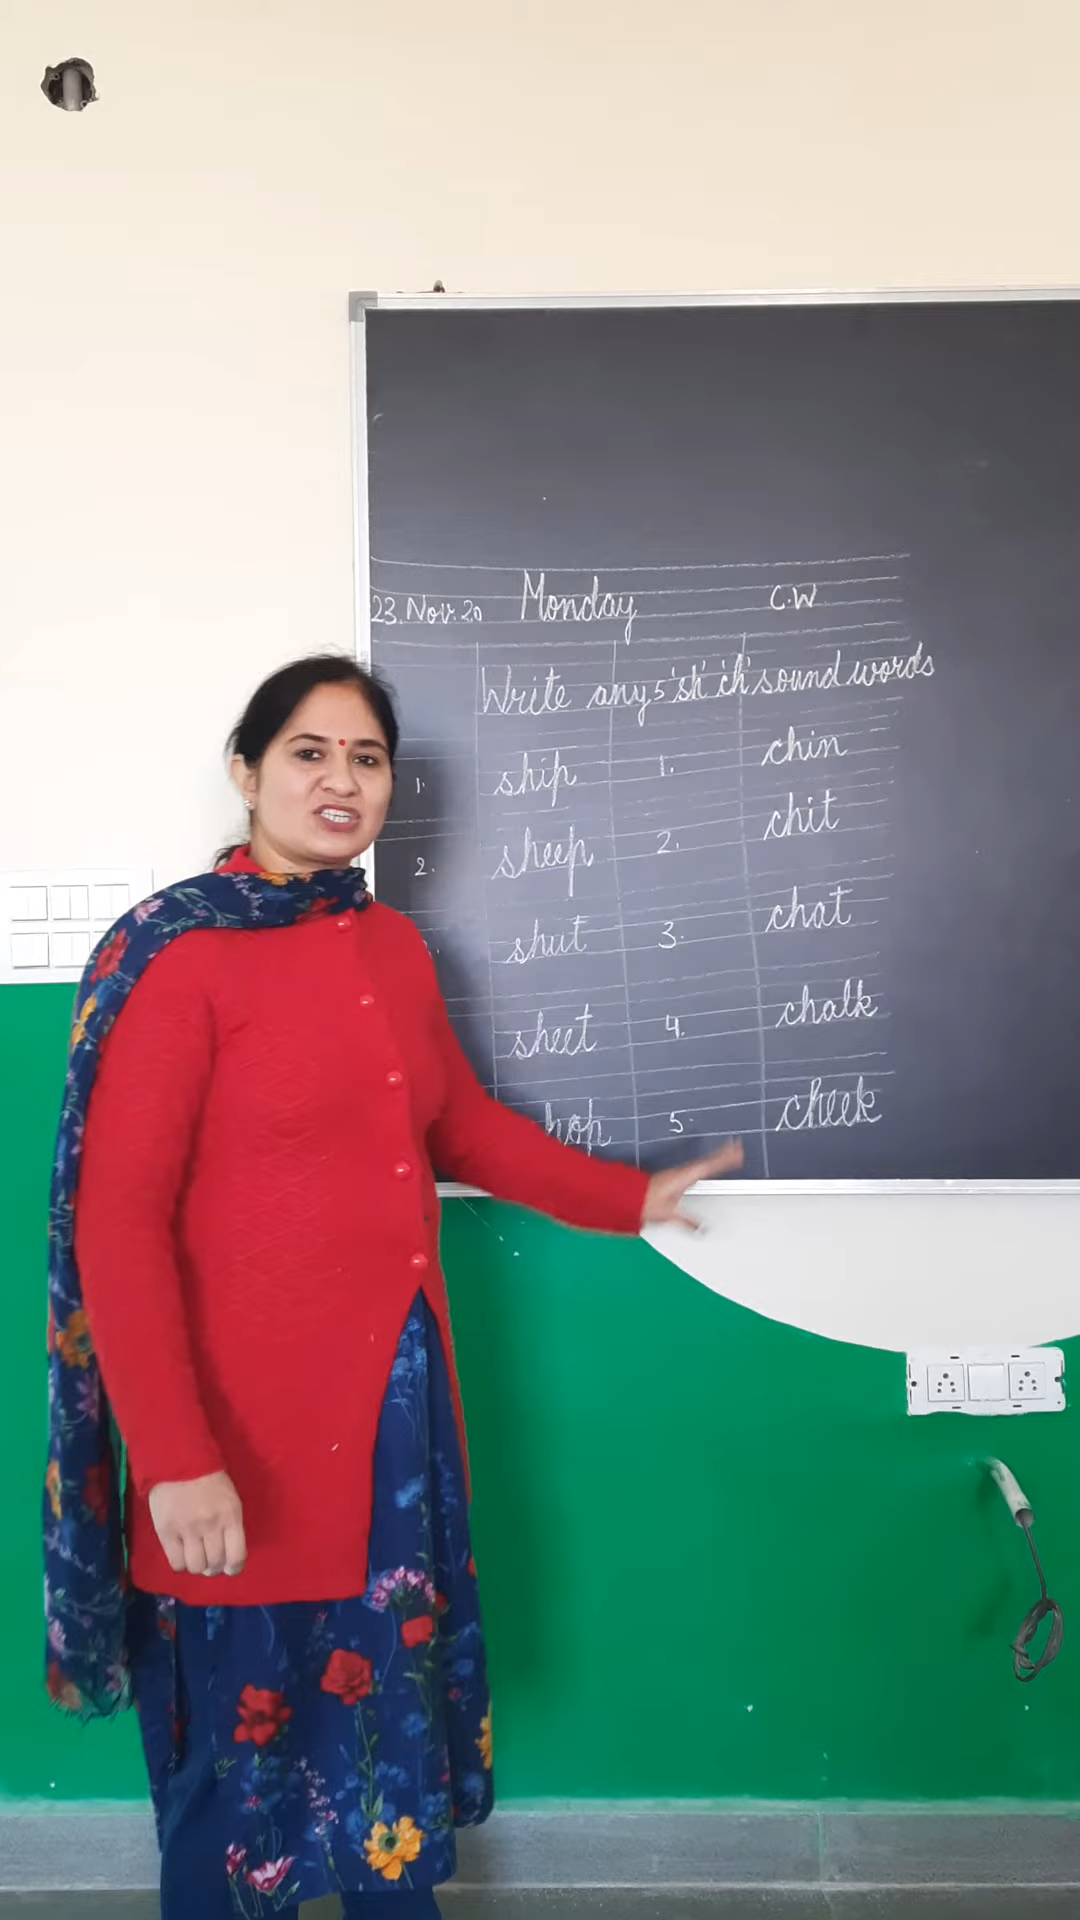 23.Nov.20 Monday C.W
Write any 5 'sh' 'ch' sound words
1. ship 1. chin
2. sheep 2. chit
shut 3. chat
sheet 4. chalk
hop 5. cheek